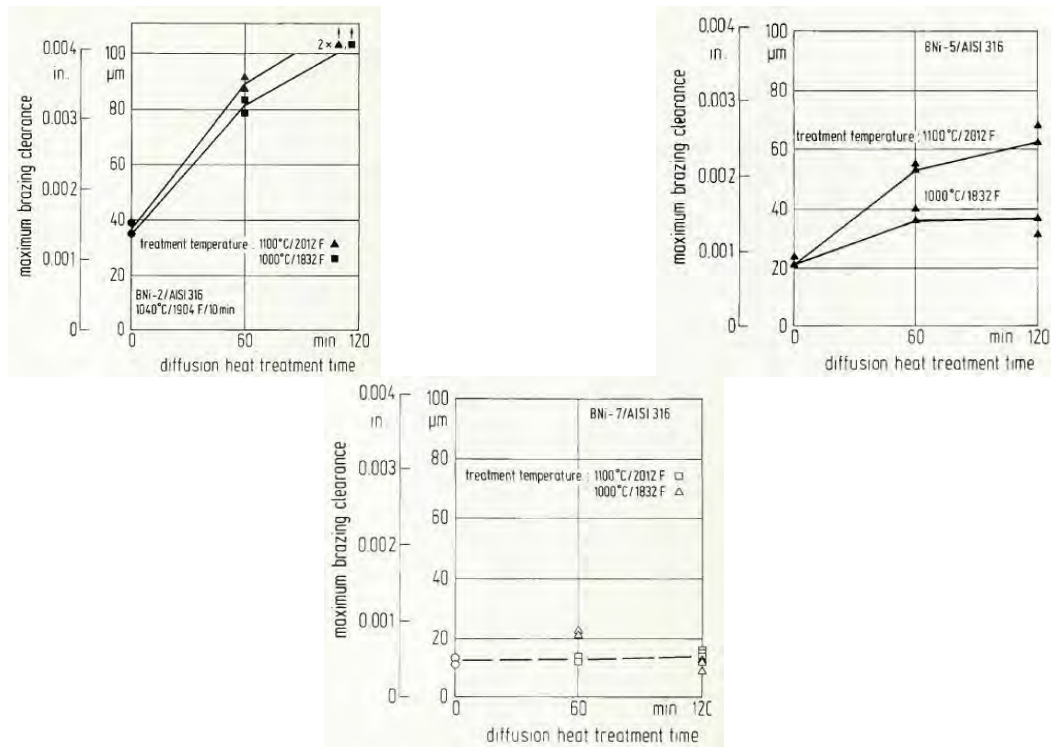 0.004
in.
0.003
0.002
0.001
0
maximum brazing clearance
100
µm
80
60
40
20
0
2 × ▲, ■
treatment temperature : 1100°C/2012 F ▲
1000°C/1832 F ■
BNi-2/AISI 316
1040°C/1904 F/10min
0 60 min 120
diffusion heat treatment time
0.004
in.
0.003
0.002
0.001
0
maximum brazing clearance
100
µm
80
60
40
20
0
BNi-5/AISI 316
treatment temperature : 1100°C/2012 F
1000°C/1832 F
0 60 min 120
diffusion heat treatment time
0.004
in.
0.003
0.002
0.001
0
maximum brazing clearance
100
µm
80
60
40
20
0
BNi-7/AISI 316
treatment temperature : 1100°C/2012 F □
1000°C/1832 F △
0 60 min 120
diffusion heat treatment time